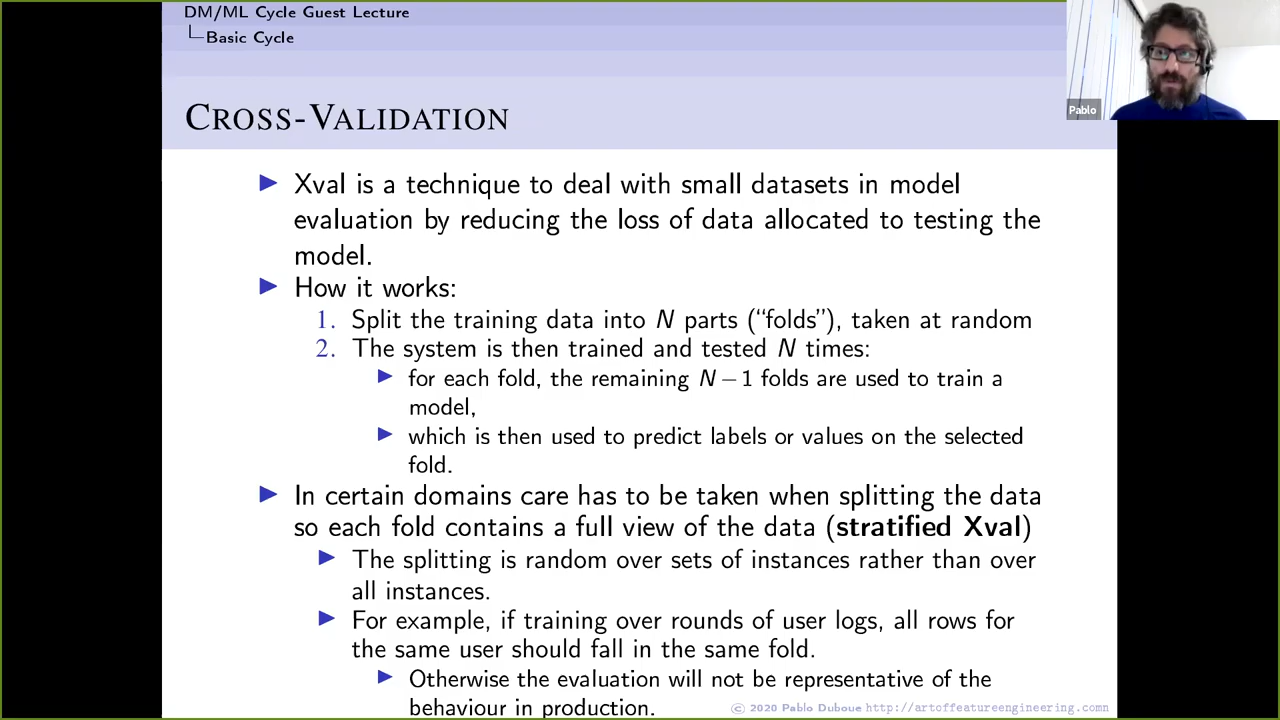 DM/ML Cycle Guest Lecture
Basic Cycle
Pablo
CROSS-VALIDATION
Xval is a technique to deal with small datasets in model
evaluation by reducing the loss of data allocated to testing the
model.
How it works:
1. Split the training data into N parts (“folds”), taken at random
2. The system is then trained and tested N times:
for each fold, the remaining N − 1 folds are used to train a
model,
which is then used to predict labels or values on the selected
fold.
In certain domains care has to be taken when splitting the data
so each fold contains a full view of the data (stratified Xval)
The splitting is random over sets of instances rather than over
all instances.
For example, if training over rounds of user logs, all rows for
the same user should fall in the same fold.
Otherwise the evaluation will not be representative of the
behaviour in production.
© 2020 Pablo Duboue http://artoffeatureengineering.comn